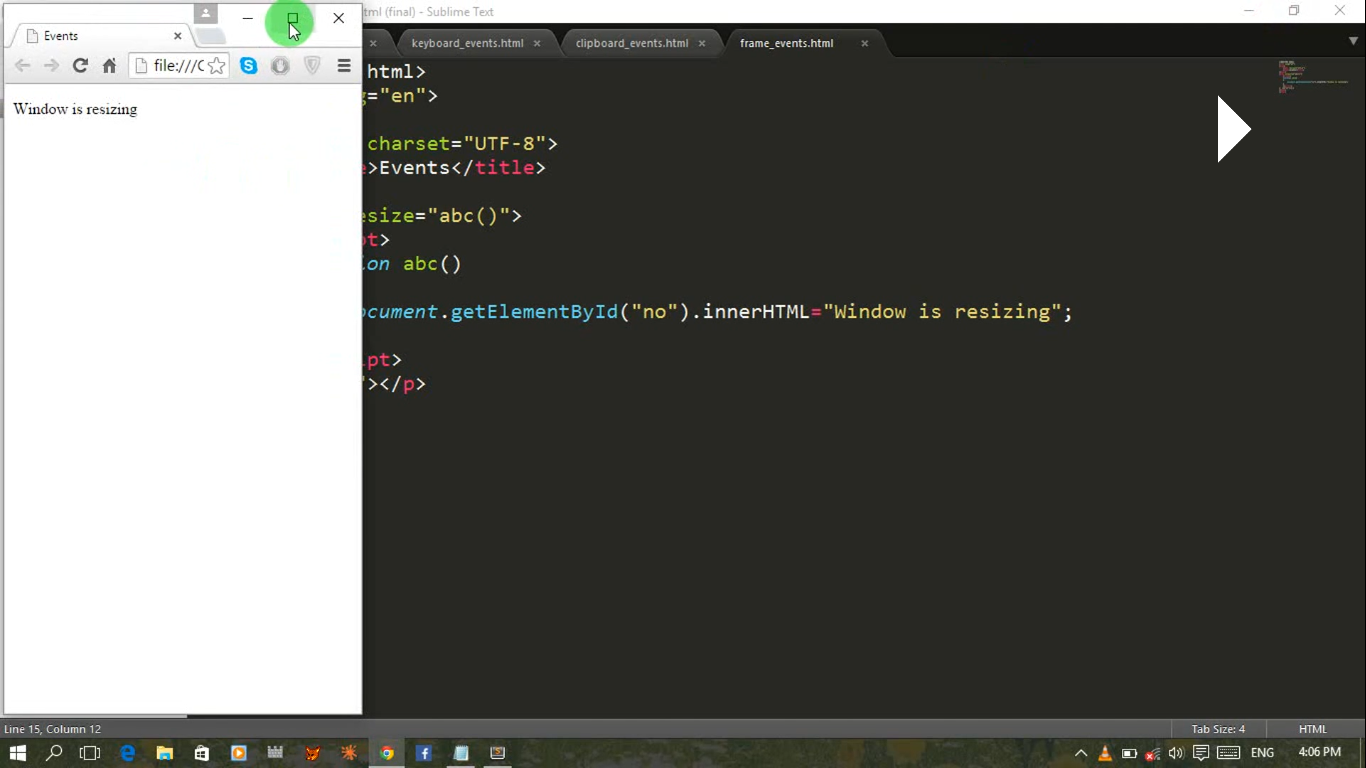 tml (final) - Sublime Text
Events
file:///C
Window is resizing
keyboard_events.html
clipboard_events.html
frame_events.html
html>
g="en">
charset="UTF-8">
e>Events</title>
esize="abc()">
pt>
ion abc()
ocument.getElementById("no").innerHTML="Window is resizing";
ipt>
"></p>
Line 15, Column 12
Tab Size: 4
HTML
ENG
4:06 PM